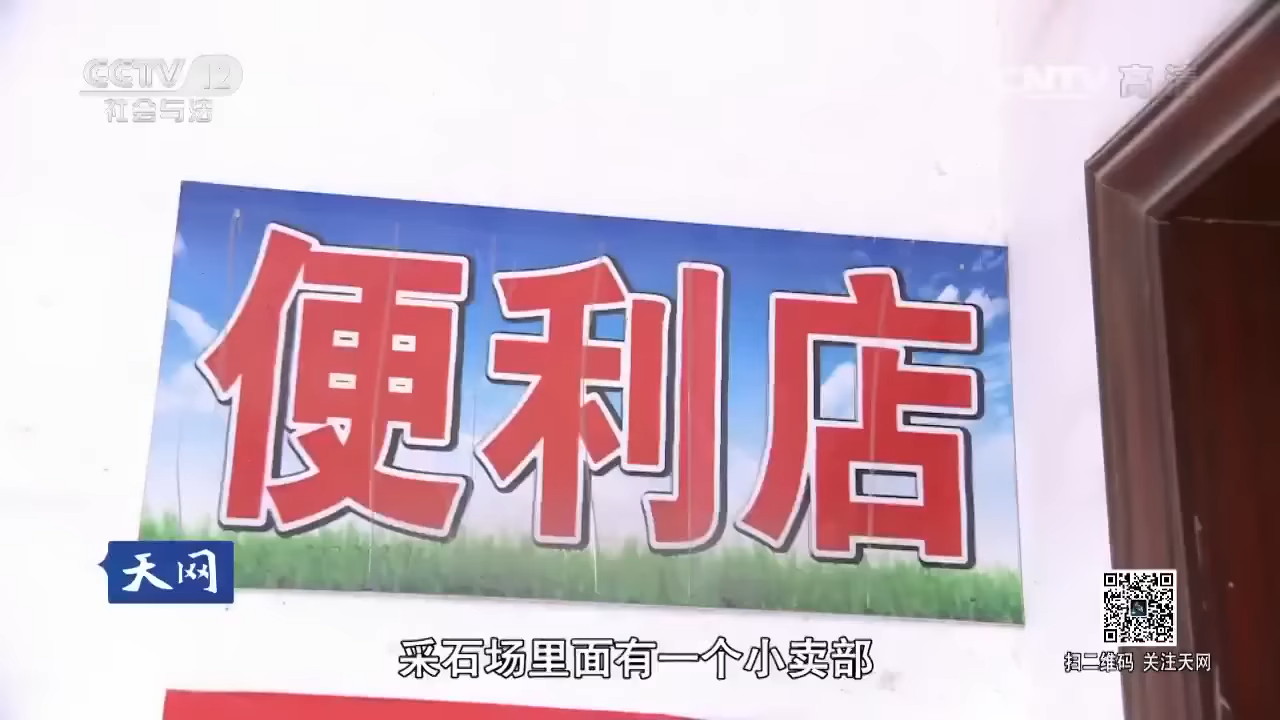 CCTV 12
社会与法
CNTV 高清
便利店
天网
采石场里面有一个小卖部
扫二维码 关注天网